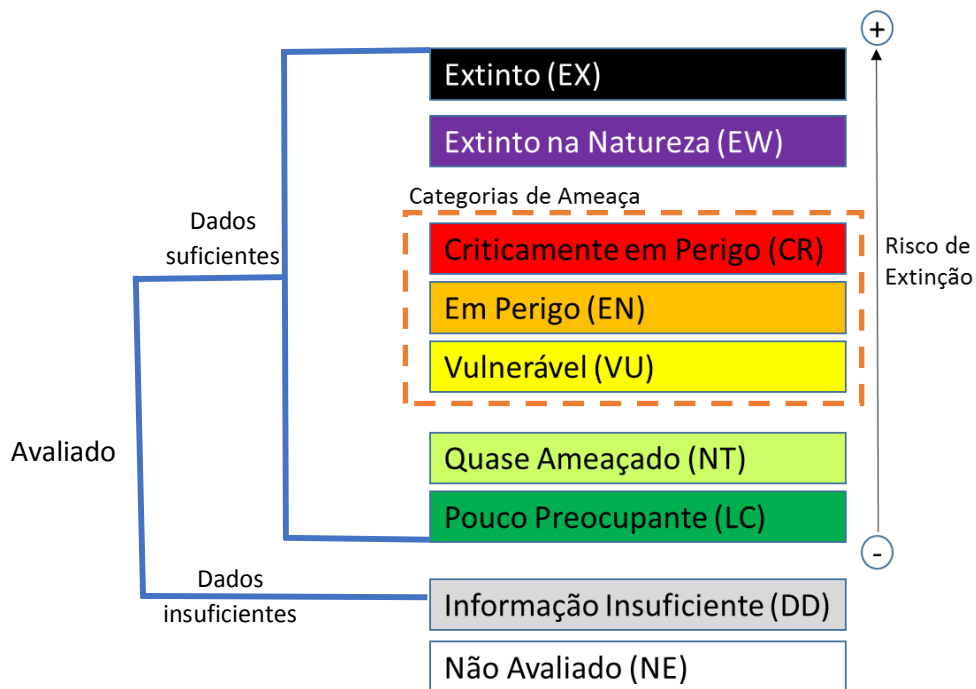 +
Extinto (EX)
Extinto na Natureza (EW)
Categorias de Ameaça
Dados
suficientes
Criticamente em Perigo (CR)
Em Perigo (EN)
Vulnerável (VU)
Risco de
Extinção
Avaliado
Quase Ameaçado (NT)
Pouco Preocupante (LC)
-
Dados
insuficientes
Informação Insuficiente (DD)
Não Avaliado (NE)